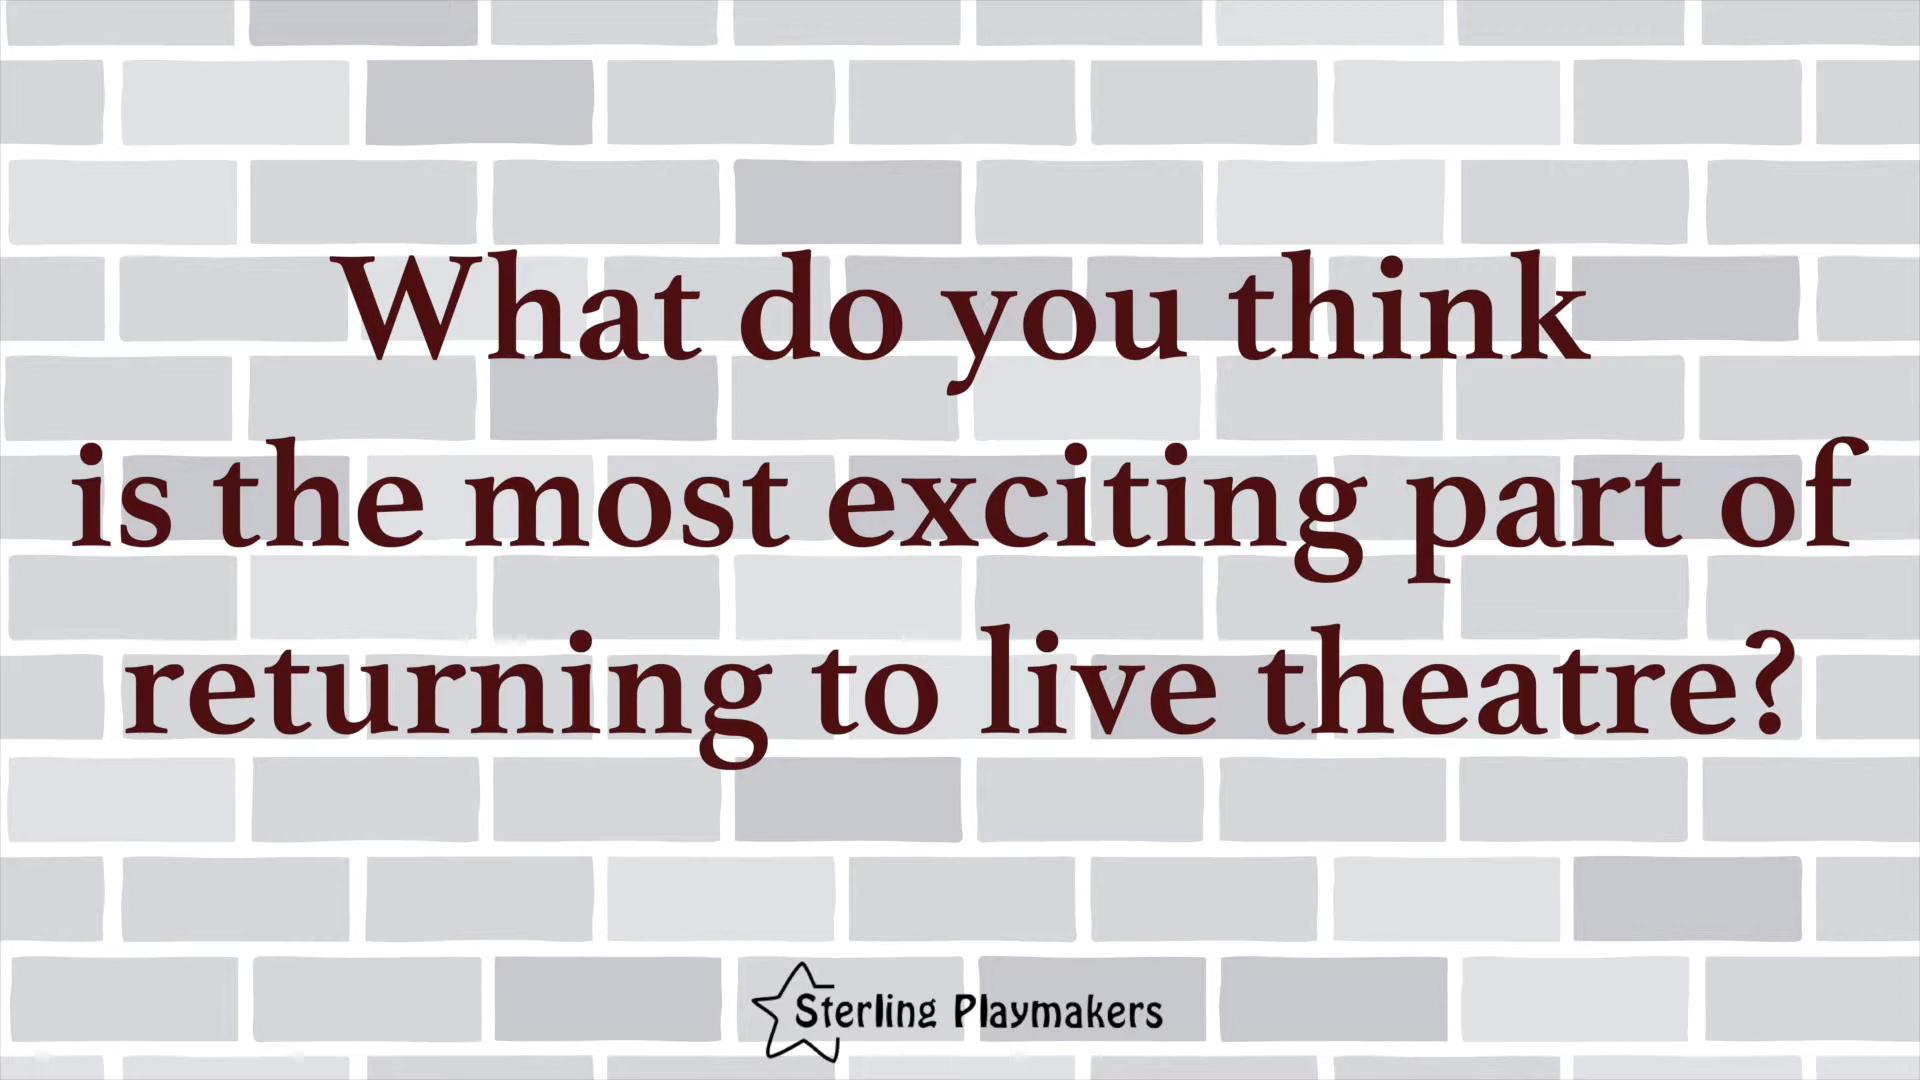 What do you think
is the most exciting part of
returning to live theatre?
Sterling Playmakers